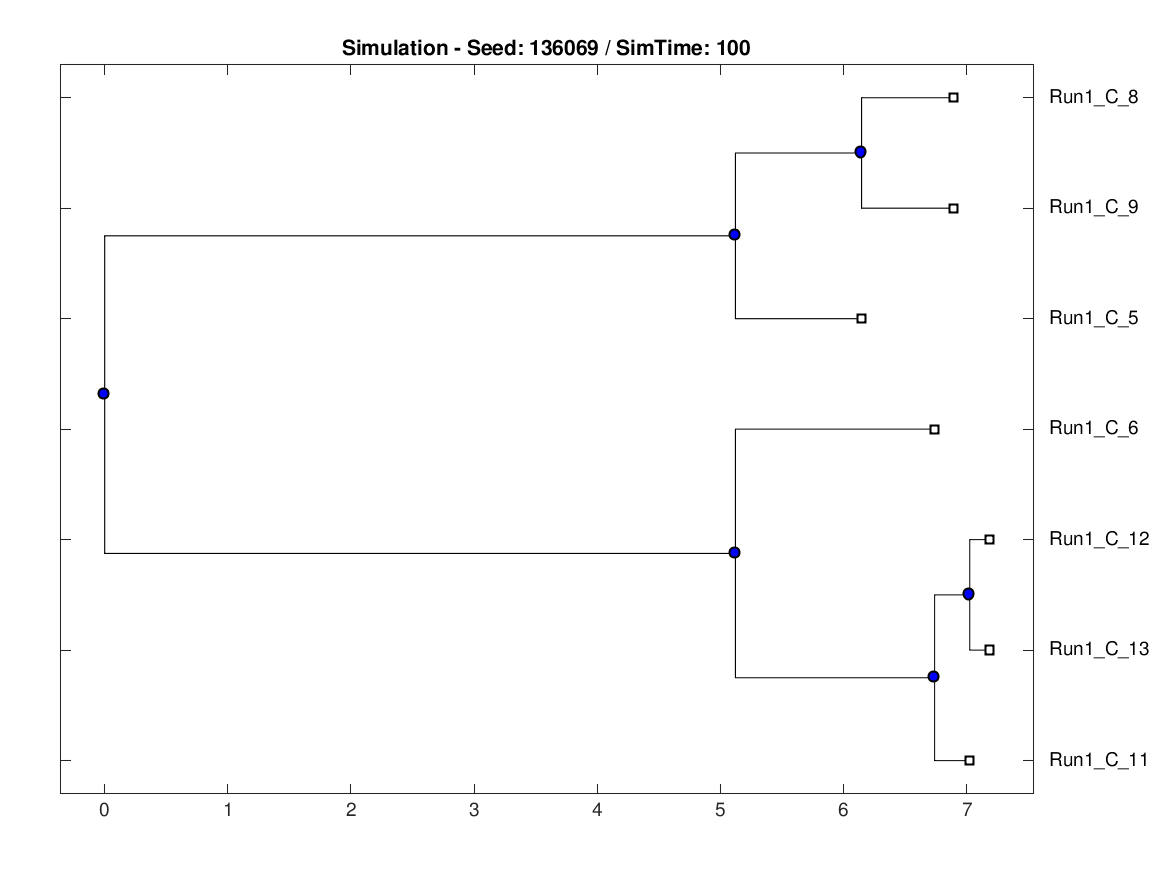 Simulation - Seed: 136069 / SimTime: 100
Run1_C_8
Run1_C_9
Run1_C_5
Run1_C_6
Run1_C_12
Run1_C_13
Run1_C_11
0 1 2 3 4 5 6 7